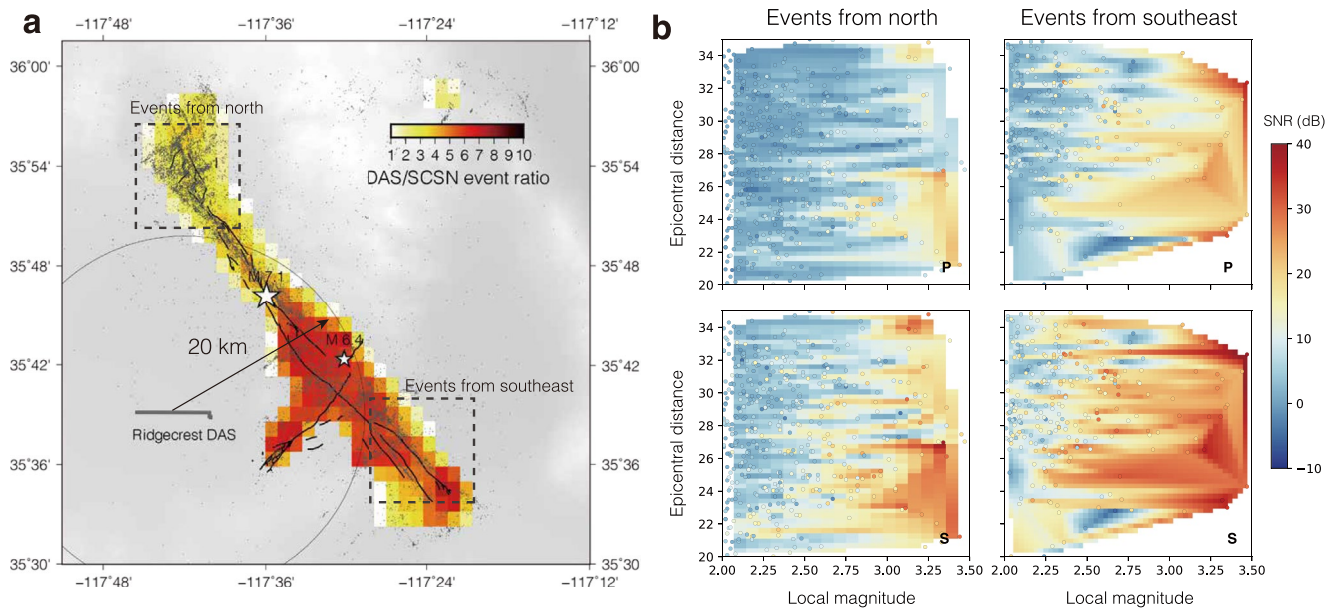 a
−117°48'
−117°36'
−117°24'
−117°12'
36°00'
36°00'
Events from north
1 2 3 4 5 6 7 8 9 10
DAS/SCSN event ratio
35°54'
35°54'
35°48'
35°48'
M 7.1
20 km
M 6.4
35°42'
35°42'
Events from southeast
Ridgecrest DAS
35°36'
35°36'
35°30'
35°30'
−117°48'
−117°36'
−117°24'
−117°12'
b
Events from north
Events from southeast
Epicentral distance
34
32
30
28
26
24
22
20
P
P
Epicentral distance
34
32
30
28
26
24
22
20
S
S
2.00 2.25 2.50 2.75 3.00 3.25 3.50
2.00 2.25 2.50 2.75 3.00 3.25 3.50
Local magnitude
Local magnitude
SNR (dB)
40
30
20
10
0
−10